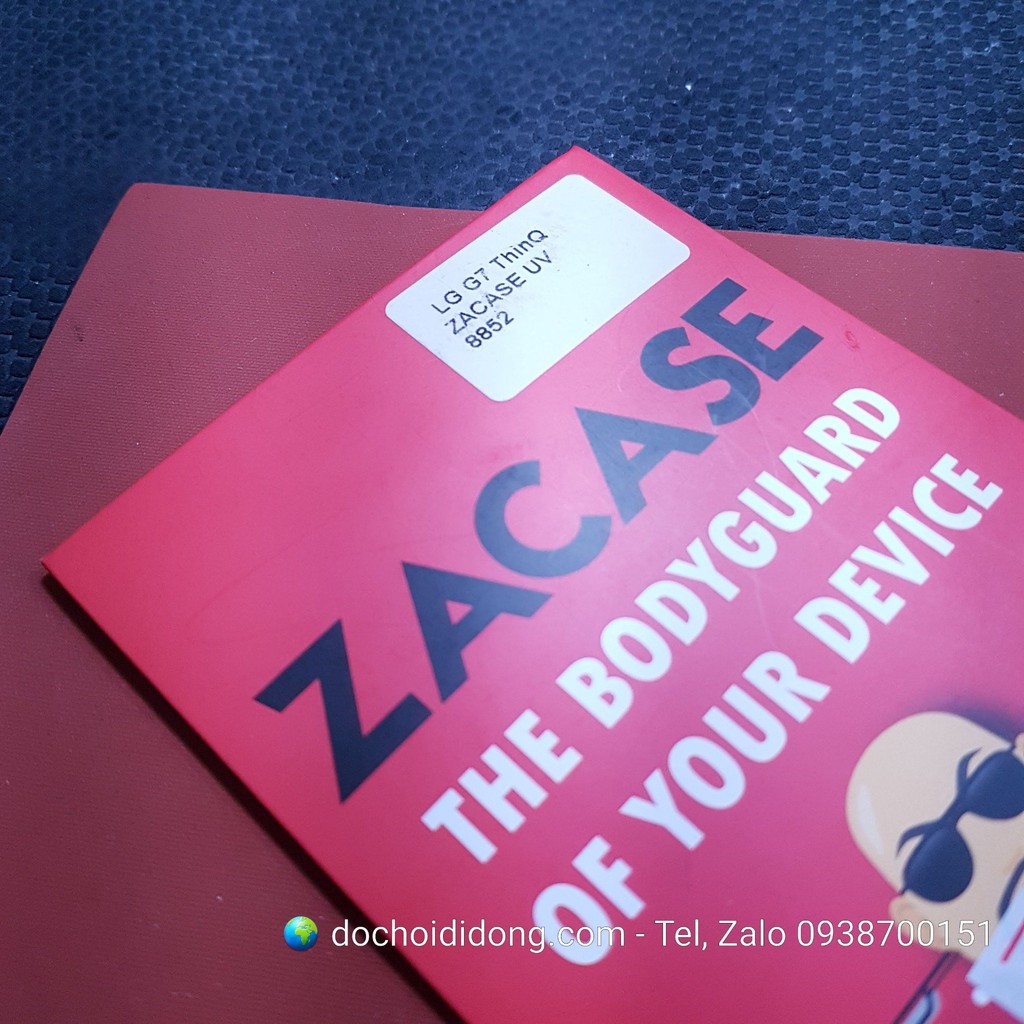 LG G7 ThinQ
ZACASE UV
8852
ZACASE
THE BODYGUARD
OF YOUR DEVICE
dochoididong.com - Tel, Zalo 0938700151